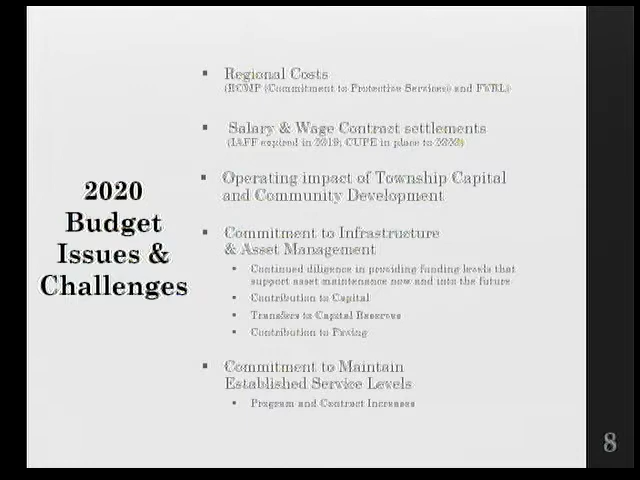 2020
Budget
Issues &
Challenges
Regional Costs
(RCMP (Commitment to Protective Services) and FVRL)
Salary & Wage Contract settlements
(IAFF expired in 2019; CUPE in place to
Operating impact of Township Capital
and Community Development
Commitment to Infrastructure
& Asset Management
Continued diligence in providing funding levels that
support asset maintenance now and into the future
Contribution to Capital
Transfers to Capital Reserves
Contribution to Paving
Commitment to Maintain
Established Service Levels
Program and Contract Increases
8